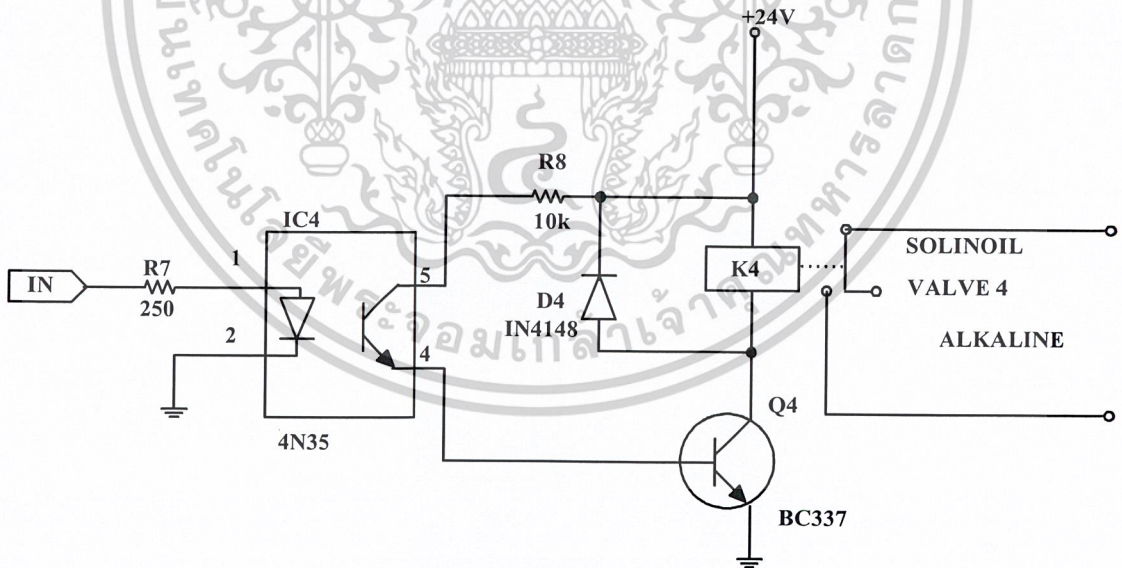 +24V
R8
10k
IC4
1
5
R7
IN
250
K4
SOLINOIL
VALVE 4
ALKALINE
D4
IN4148
2
4
Q4
4N35
BC337